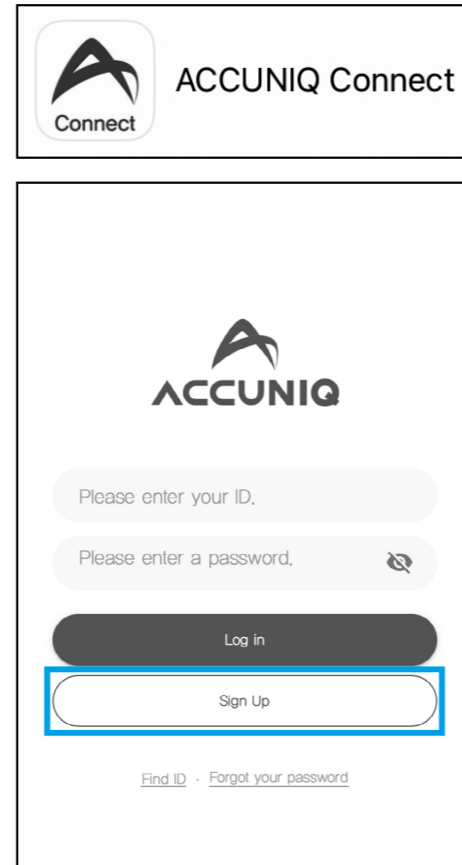 Connect
ACCUNIQ Connect
ACCUNIQ
Please enter your ID.
Please enter a password.
Log in
Sign Up
Find ID · Forgot your password